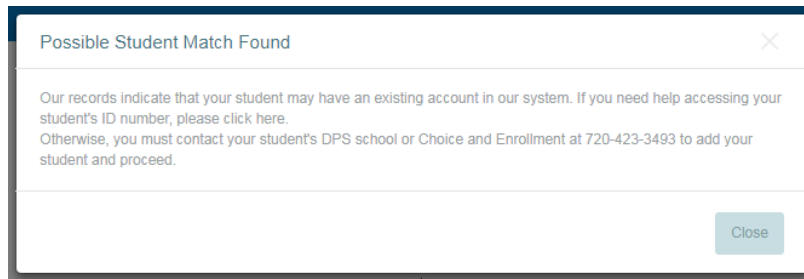 Possible Student Match Found
Our records indicate that your student may have an existing account in our system. If you need help accessing your
student's ID number, please click here.
Otherwise, you must contact your student's DPS school or Choice and Enrollment at 720-423-3493 to add your
student and proceed.
Close